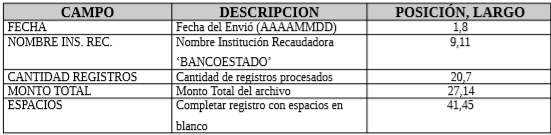 CAMPO DESCRIPCION POSICIÓN, LARGO
FECHA Fecha del Envió (AAAAMMDD) 1,8
NOMBRE INS. REC. Nombre Institución Recaudadora 9,11
‘BANCOESTADO’
CANTIDAD REGISTROS Cantidad de registros procesados 20,7
MONTO TOTAL Monto Total del archivo 27,14
ESPACIOS Completar registro con espacios en 41,45
blanco